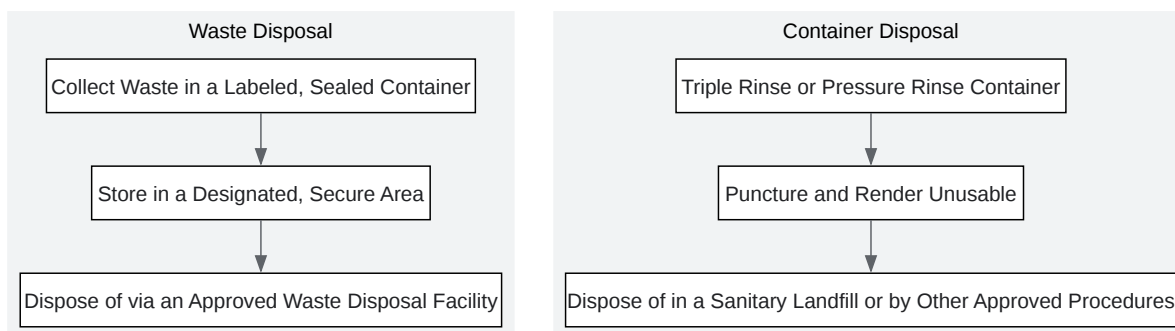 Waste Disposal
Collect Waste in a Labeled, Sealed Container
Store in a Designated, Secure Area
Dispose of via an Approved Waste Disposal Facility
Container Disposal
Triple Rinse or Pressure Rinse Container
Puncture and Render Unusable
Dispose of in a Sanitary Landfill or by Other Approved Procedures